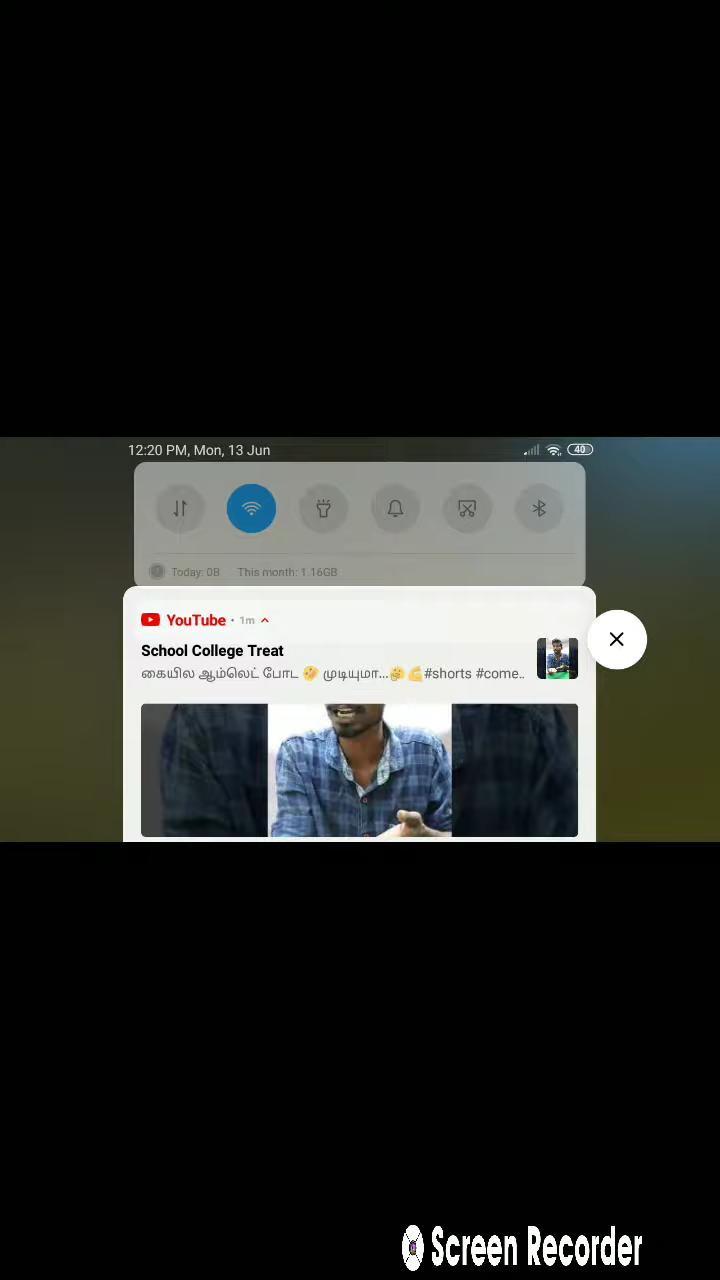 12:20 PM, Mon, 13 Jun
40
Today: 0B This month: 1.16GB
YouTube • 1m
School College Treat
கையில ஆம்லெட் போட 🤣 முடியுமா...🤔💪#shorts #come..
Screen Recorder